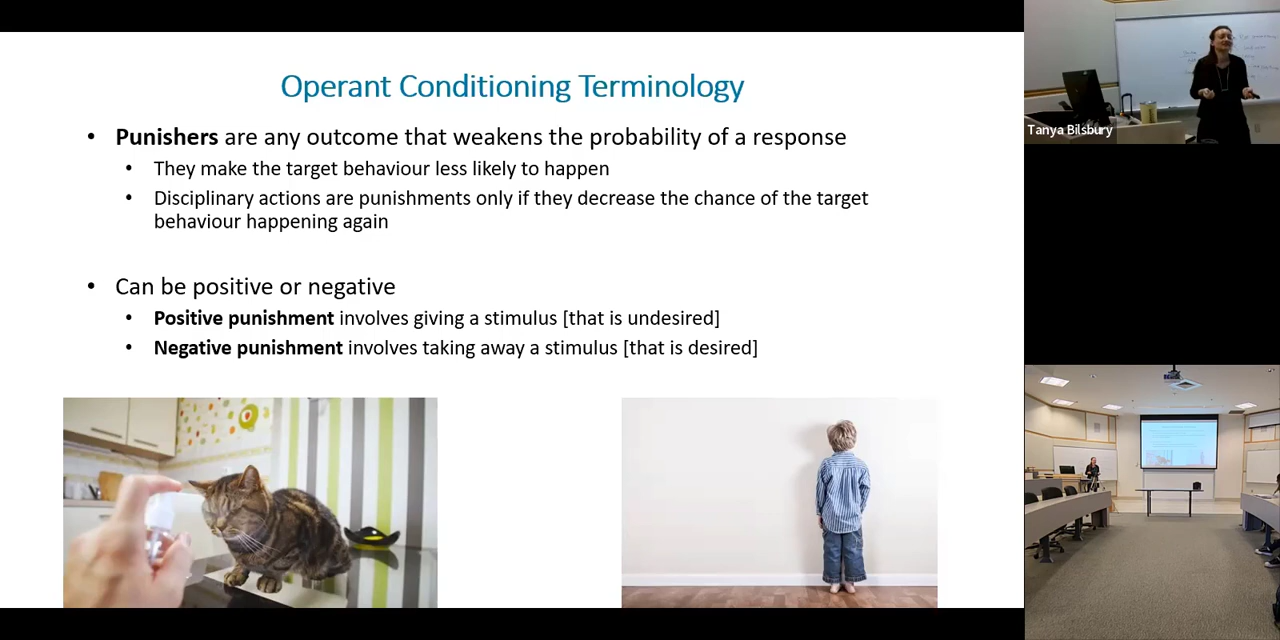 Operant Conditioning Terminology
• Punishers are any outcome that weakens the probability of a response
• They make the target behaviour less likely to happen
• Disciplinary actions are punishments only if they decrease the chance of the target
behaviour happening again
• Can be positive or negative
• Positive punishment involves giving a stimulus [that is undesired]
• Negative punishment involves taking away a stimulus [that is desired]
Tanya Bilsbury